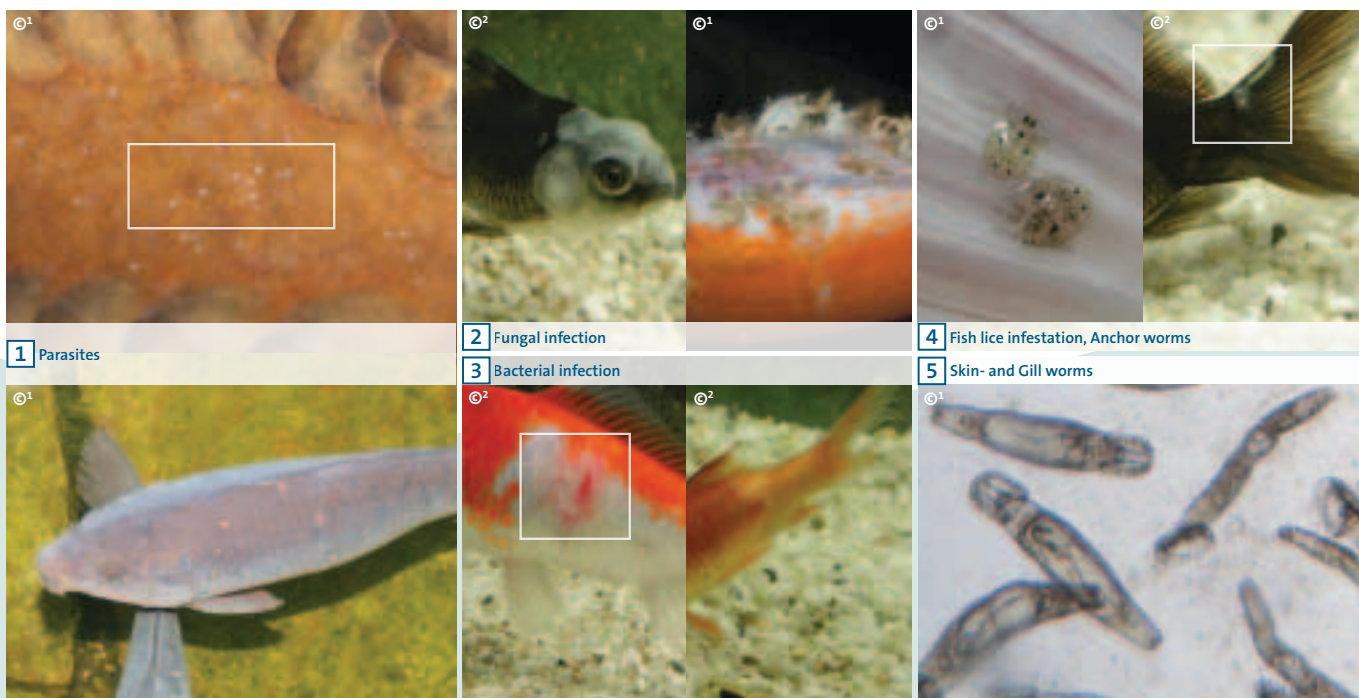 ©1
1 Parasites
©1
©2
©1
2 Fungal infection
3 Bacterial infection
©2
©2
©1
©2
4 Fish lice infestation, Anchor worms
5 Skin- and Gill worms
©1